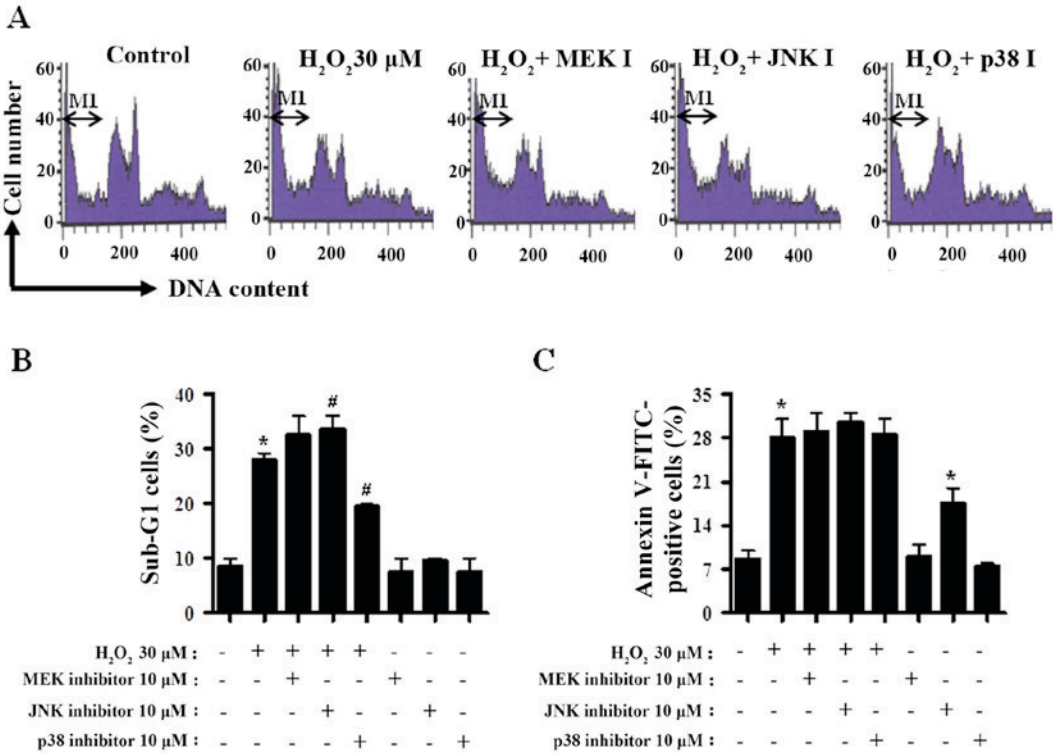 A
Control
H₂O₂ 30 µM
H₂O₂ + MEK I
H₂O₂ + JNK I
H₂O₂ + p38 I
Cell number
60
40
20
0
M1
0 200 400
60
40
20
0
M1
0 200 400
60
40
20
0
M1
0 200 400
60
40
20
0
M1
0 200 400
60
40
20
0
M1
0 200 400
DNA content
B
Sub-G1 cells (%)
40
30
20
10
0
* # #
H₂O₂ 30 µM : - + + + + - - -
MEK inhibitor 10 µM : - - + - - + - -
JNK inhibitor 10 µM : - - - + - - + -
p38 inhibitor 10 µM : - - - - + - - +
C
Annexin V-FITC-
positive cells (%)
35
28
21
14
7
0
* *
H₂O₂ 30 µM : - + + + + - - -
MEK inhibitor 10 µM : - - + - - + - -
JNK inhibitor 10 µM : - - - + - - + -
p38 inhibitor 10 µM : - - - - + - - +